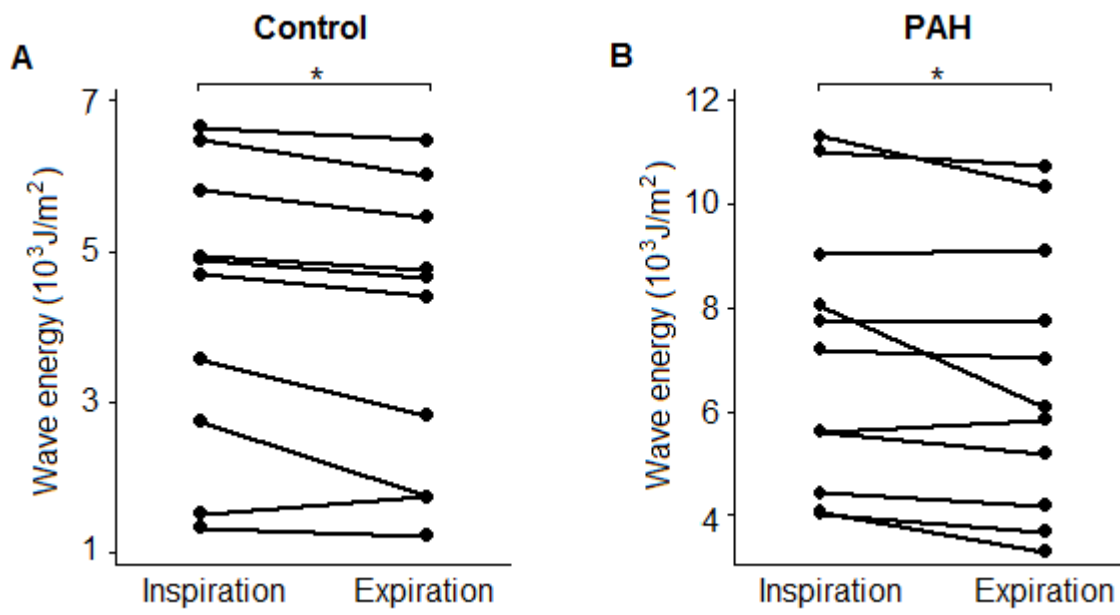 Control
A
*
7
5
3
1
Wave energy (10³J/m²)
Inspiration Expiration
PAH
B
*
12
10
8
6
4
Wave energy (10³J/m²)
Inspiration Expiration